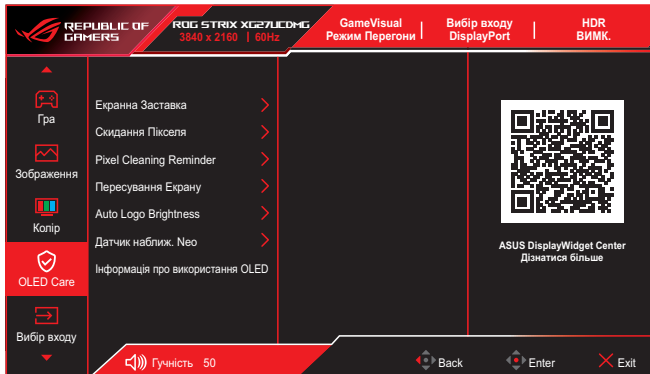 REPUBLIC OF
GAMERS
ROG STRIX XG27UCDMG
3840 x 2160 | 60Hz
GameVisual
Режим Перегони
Вибір входу
DisplayPort
HDR
ВИМК.
Гра
Зображення
Колір
OLED Care
Вибір входу
Екранна Заставка
Скидання Пікселя
Pixel Cleaning Reminder
Пересування Екрану
Auto Logo Brightness
Датчик наближ. Neo
Інформація про використання OLED
ASUS DisplayWidget Center
Дізнатися більше
Гучність 50
Back
Enter
Exit